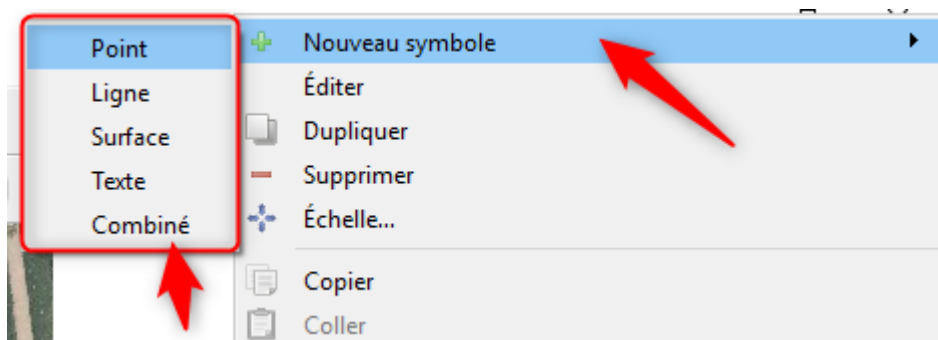 Nouveau symbole
Éditer
Dupliquer
Supprimer
Échelle...
Copier
Coller
Point
Ligne
Surface
Texte
Combiné